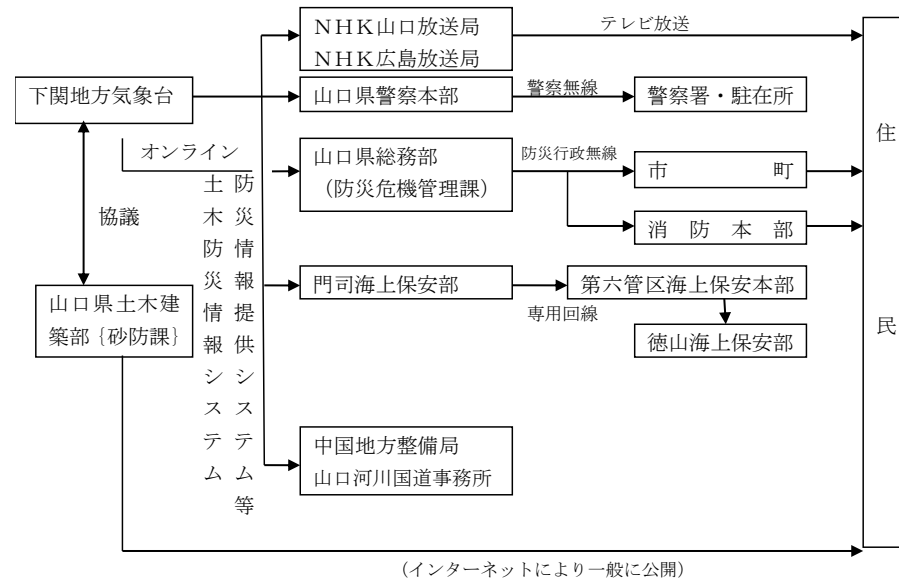 NHK山口放送局
NHK広島放送局
テレビ放送
下関地方気象台
山口県警察本部
警察無線
警察署・駐在所
オンライン
山口県総務部
（防災危機管理課）
防災行政無線
市　　　町
消 防 本 部
協議
土木防災情報システム
防災情報提供システム等
門司海上保安部
専用回線
第六管区海上保安本部
徳山海上保安部
山口県土木建
築部｛砂防課｝
中国地方整備局
山口河川国道事務所
住　民
（インターネットにより一般に公開）